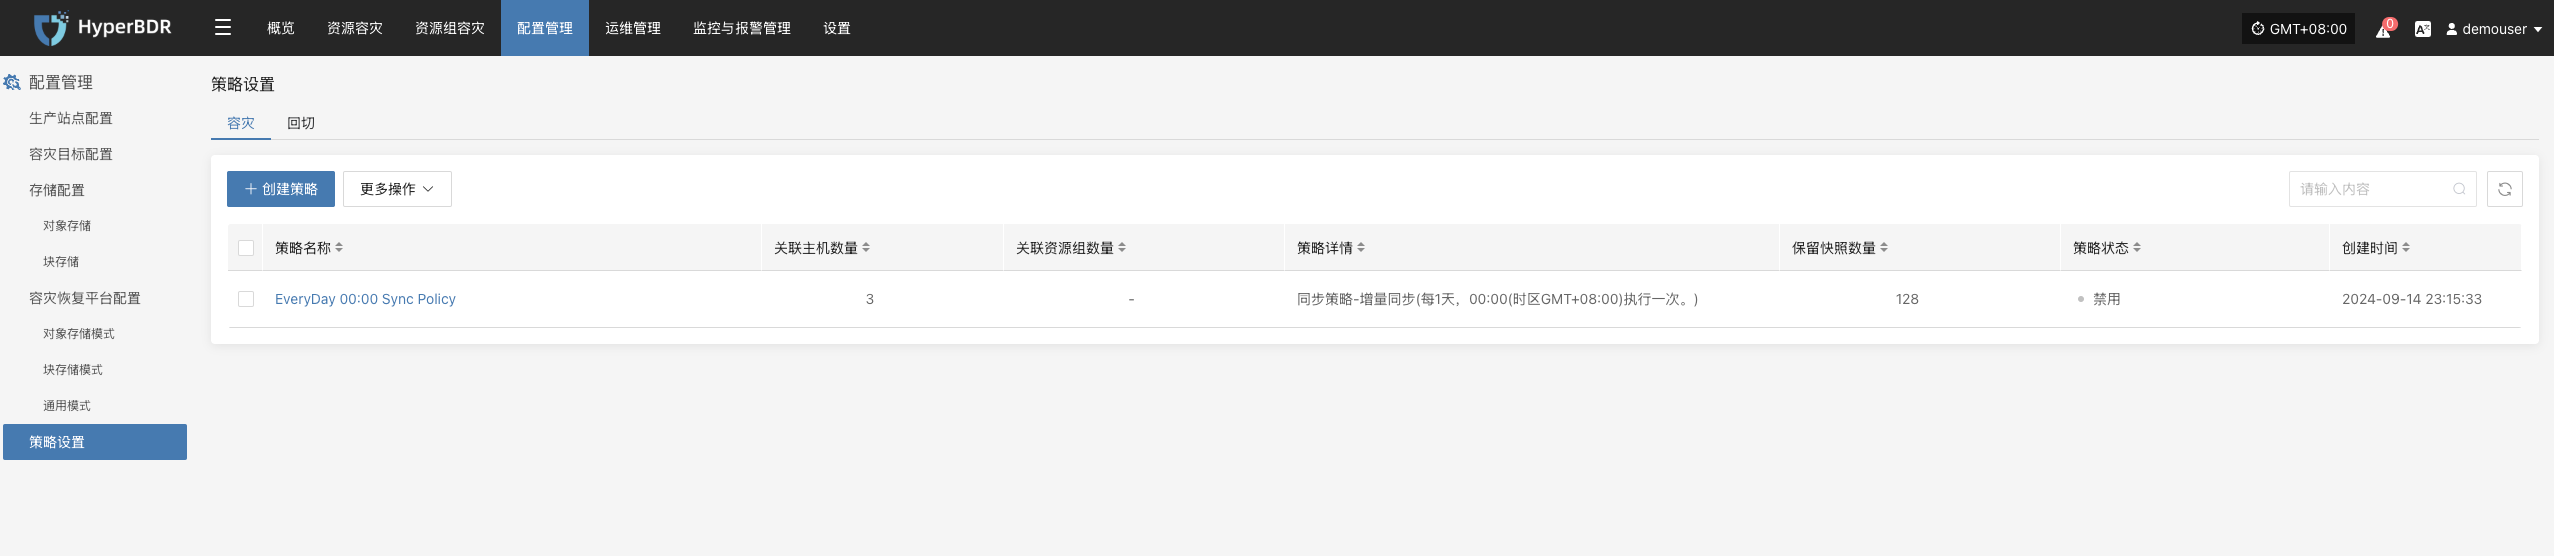 HyperBDR
概览 资源容灾 资源组容灾 配置管理 运维管理 监控与报警管理 设置
GMT+08:00 0 demouser
配置管理
生产站点配置
容灾目标配置
存储配置
对象存储
块存储
容灾恢复平台配置
对象存储模式
块存储模式
通用模式
策略设置
策略设置
容灾 回切
创建策略 更多操作 请输入内容
策略名称 关联主机数量 关联资源组数量 策略详情 保留快照数量 策略状态 创建时间
EveryDay 00:00 Sync Policy 3 - 同步策略-增量同步(每1天，00:00(时区GMT+08:00)执行一次。) 128 禁用 2024-09-14 23:15:33